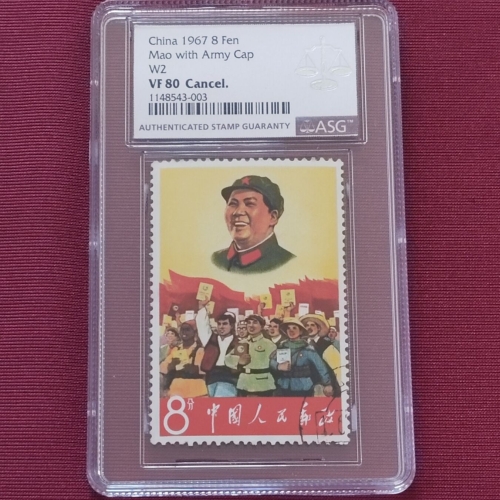 China 1967 8 Fen
Mao with Army Cap
W2
VF 80 Cancel.
1148543-003
AUTHENTICATED STAMP GUARANTY ASG™
8分 中国人民邮政